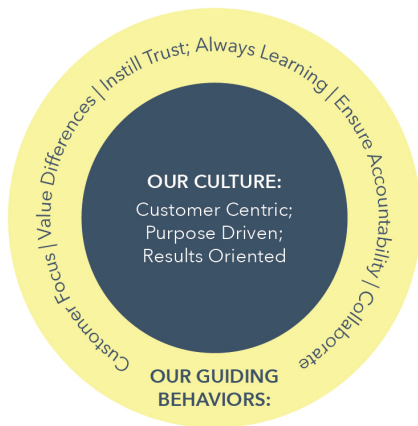 OUR CULTURE:
Customer Centric;
Purpose Driven;
Results Oriented
OUR GUIDING
BEHAVIORS:
Customer Focus | Value Differences | Instill Trust; Always Learning | Ensure Accountability | Collaborate